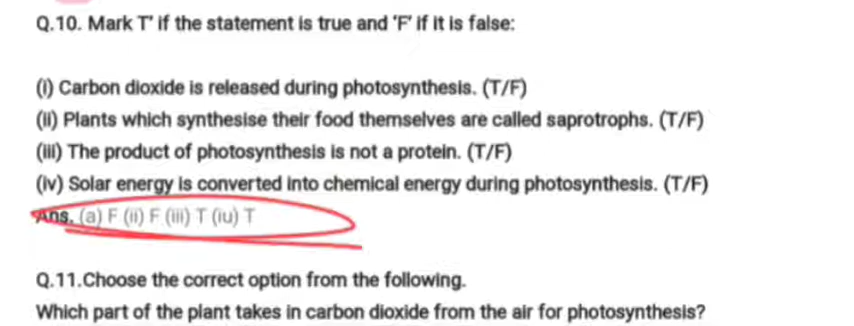 Q.10. Mark T' if the statement is true and 'F' if it is false:
(i) Carbon dioxide is released during photosynthesis. (T/F)
(ii) Plants which synthesise their food themselves are called saprotrophs. (T/F)
(iii) The product of photosynthesis is not a protein. (T/F)
(iv) Solar energy is converted into chemical energy during photosynthesis. (T/F)
Ans. (a) F (ii) F (iii) T (iu) T
Q.11.Choose the correct option from the following.
Which part of the plant takes in carbon dioxide from the air for photosynthesis?